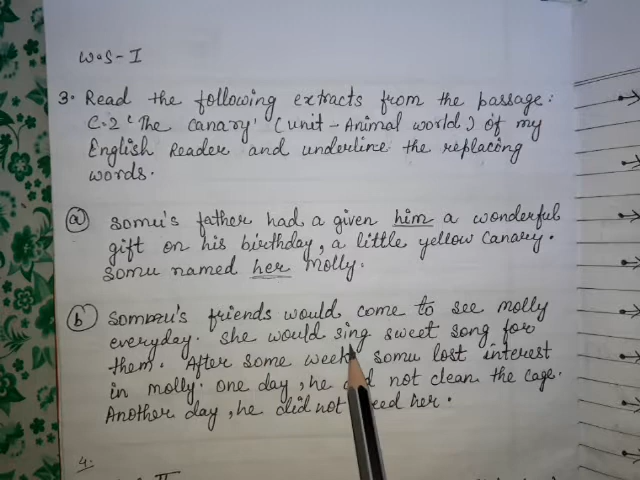 W.S-I
3. Read the following extracts from the passage:
C.2 'The Canary' (unit - Animal world) of my
English Reader and underline the replacing
words.
(a) Somu's father had a given him a wonderful
gift on his birthday, a little yellow Canary.
Somu named her Molly.
(b) Somu's friends would come to see Molly
everyday. She would sing sweet song for
them. After some week Somu lost interest
in Molly. One day, he not clean the cage.
Another day, he did not her.
4.